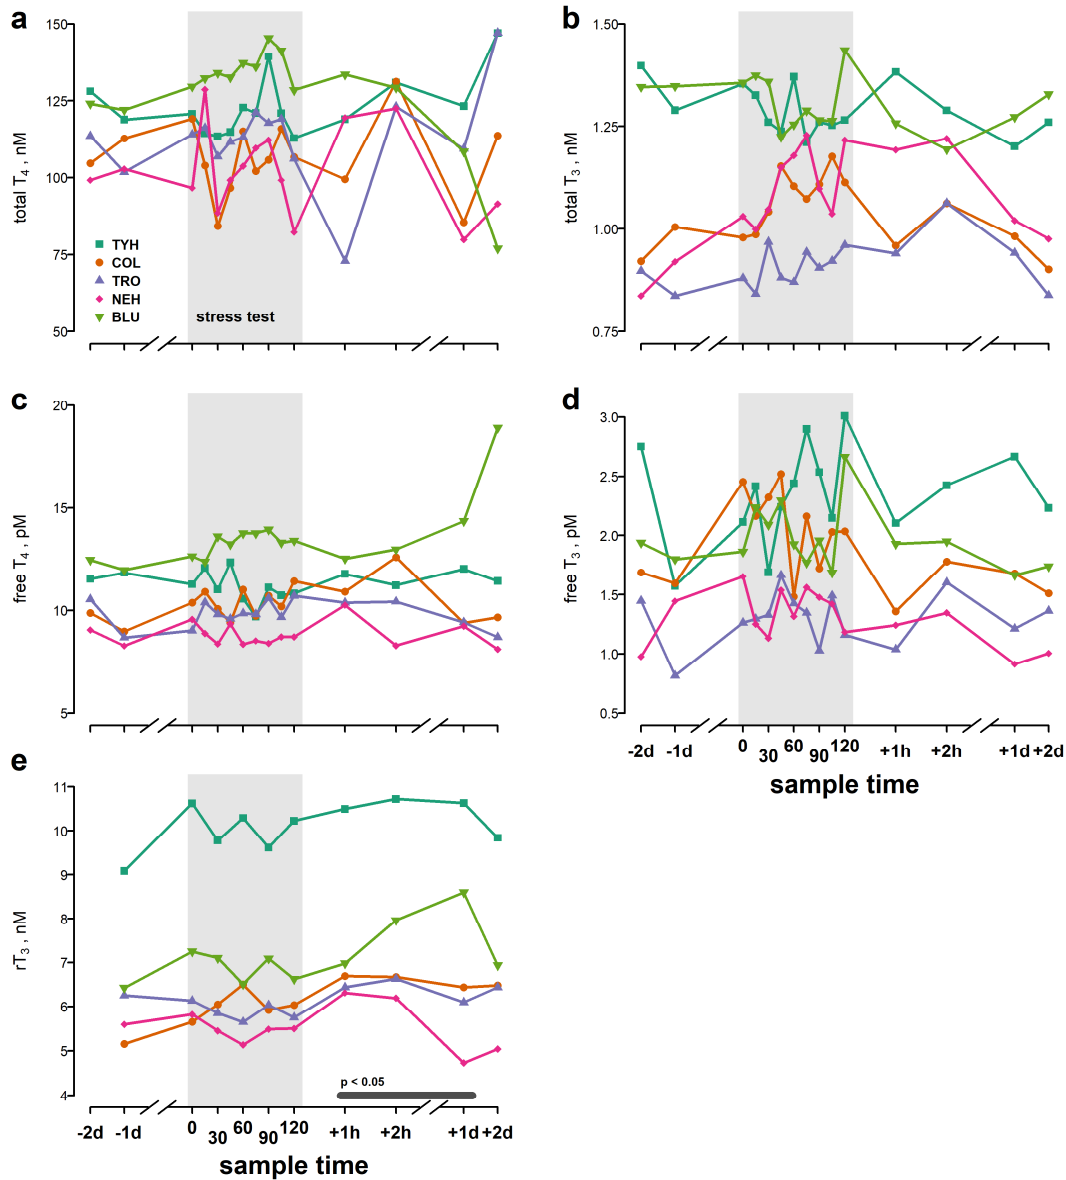 a
150
125
100
75
50
total T4, nM
TYH
COL
TRO
NEH
BLU
stress test
b
1.50
1.25
1.00
0.75
total T3, nM
c
20
15
10
5
free T4, pM
d
3.0
2.5
2.0
1.5
1.0
0.5
free T3, pM
-2d -1d 0 30 60 90 120 +1h +2h +1d +2d
sample time
e
11
10
9
8
7
6
5
4
rT3, nM
p < 0.05
-2d -1d 0 30 60 90 120 +1h +2h +1d +2d
sample time